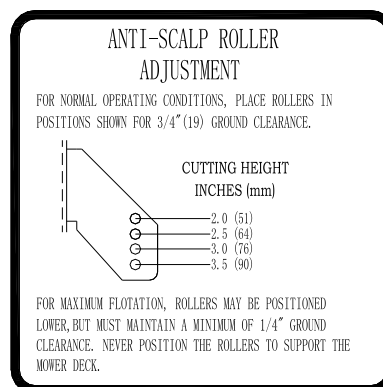 ANTI-SCALP ROLLER
ADJUSTMENT
FOR NORMAL OPERATING CONDITIONS, PLACE ROLLERS IN
POSITIONS SHOWN FOR 3/4"(19) GROUND CLEARANCE.
CUTTING HEIGHT
INCHES (mm)
2.0 (51)
2.5 (64)
3.0 (76)
3.5 (90)
FOR MAXIMUM FLOTATION, ROLLERS MAY BE POSITIONED
LOWER,BUT MUST MAINTAIN A MINIMUM OF 1/4" GROUND
CLEARANCE. NEVER POSITION THE ROLLERS TO SUPPORT THE
MOWER DECK.